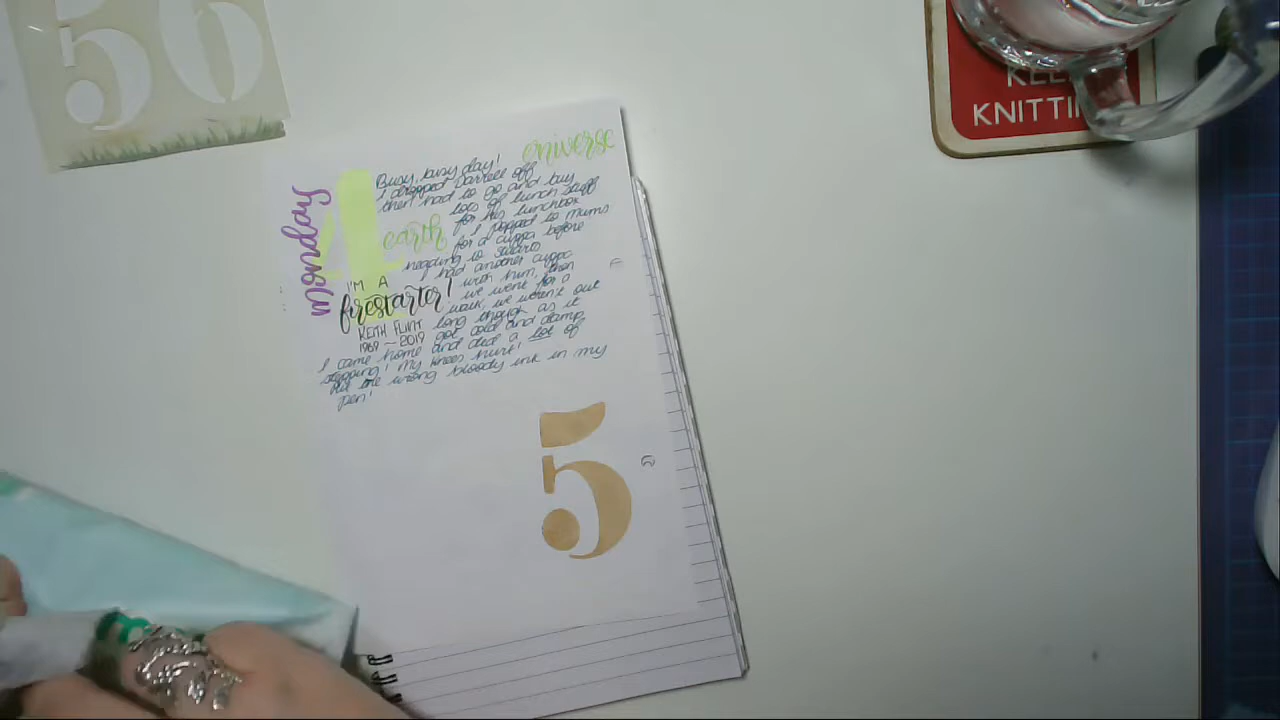 56
KEEP
KNITTIN
universe
monday
4
Busy, busy day!
I dropped Darrell off
then had to go and buy
lots of lunch stuff
for his lunchbox
earth
I popped to mums
for a cuppa before
heading to
I had another cuppa
with him, then
I'M A
firestarter!
KEITH FLINT
1969 - 2019
we went for a
walk, we weren't out
long though as it
got cold and damp
I came home and did a lot of
stepping! My knees hurt!
Put the wrong bloody ink in my
pen!
5